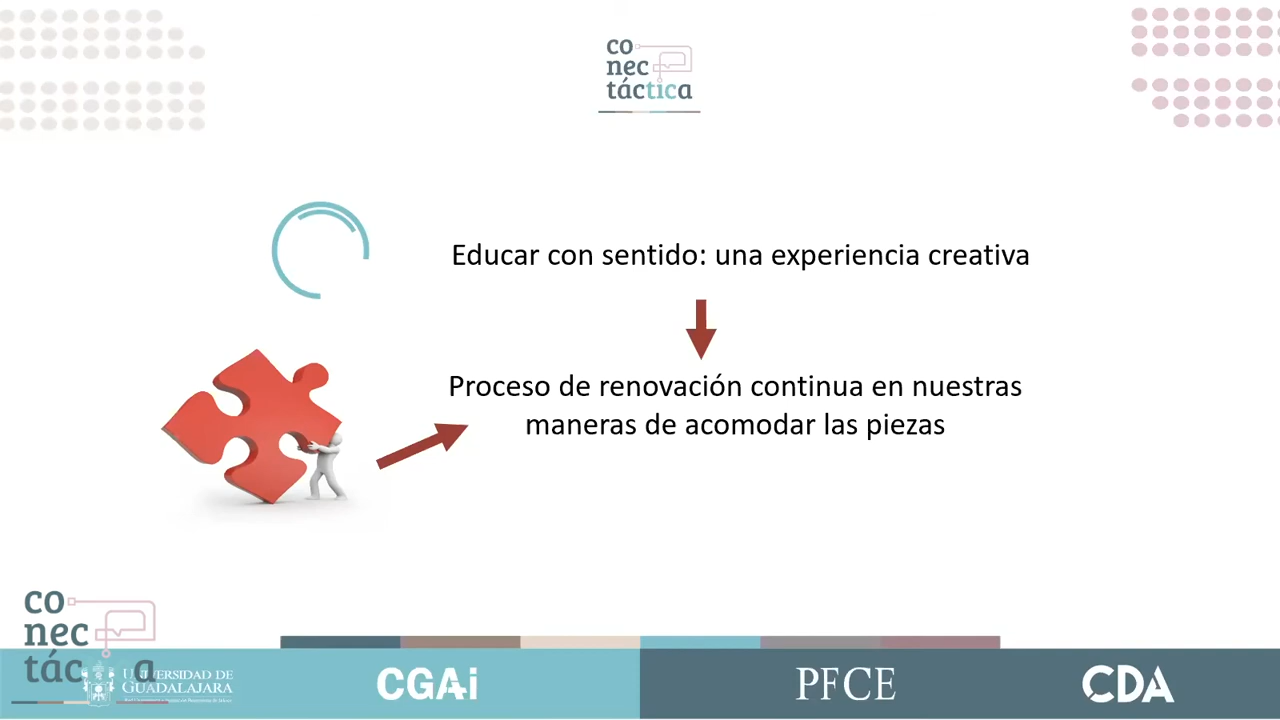 co
nec
táctica
Educar con sentido: una experiencia creativa
Proceso de renovación continua en nuestras
maneras de acomodar las piezas
co
nec
tác a
UNIVERSIDAD DE
GUADALAJARA
CGAi
PFCE
CDA